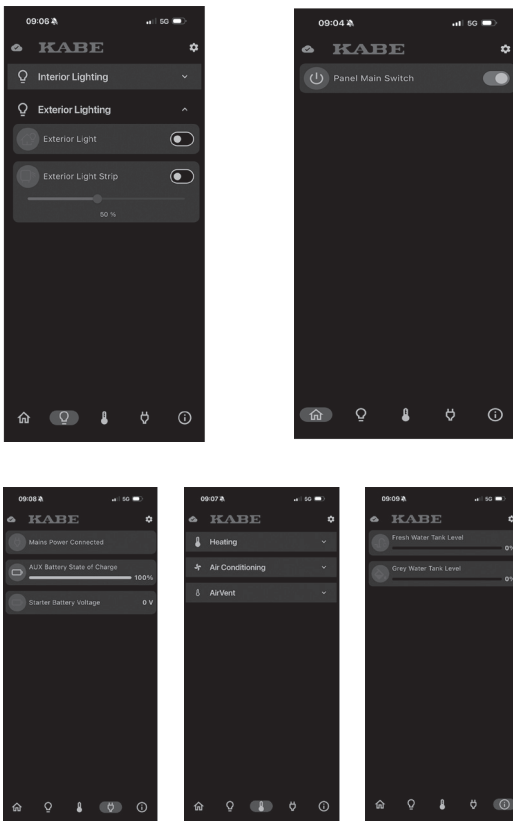 09:06
5G
KABE
Interior Lighting
Exterior Lighting
Exterior Light
Exterior Light Strip
50 %
09:04
5G
KABE
Panel Main Switch
09:08
5G
KABE
Mains Power Connected
AUX Battery State of Charge
100%
Starter Battery Voltage 0 V
09:07
5G
KABE
Heating
Air Conditioning
AirVent
09:09
5G
KABE
Fresh Water Tank Level
0%
Grey Water Tank Level
0%